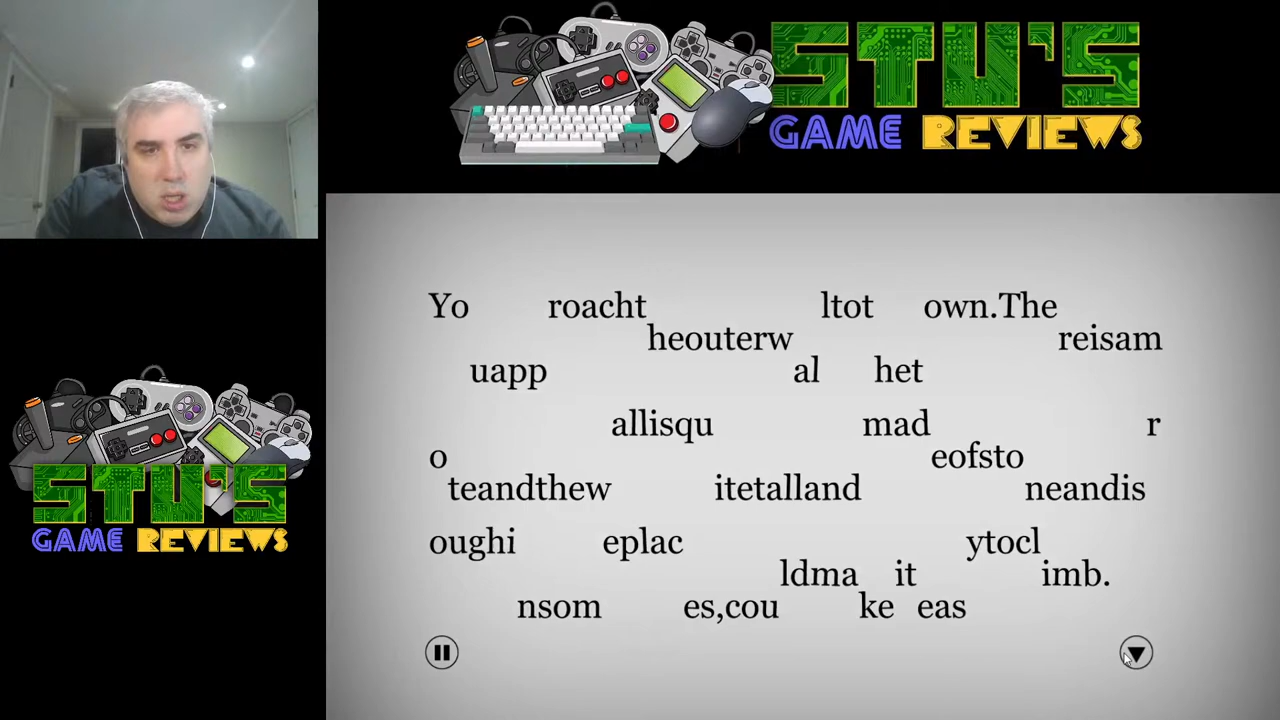 STU'S
GAME REVIEWS
STU'S
GAME REVIEWS
Yo roacht ltot own.The
heouterw reisam
uapp al het
allisqu mad r
o eofsto
teandthew itetalland neandis
oughi eplac ytocl
ldma it imb.
nsom es,cou ke eas